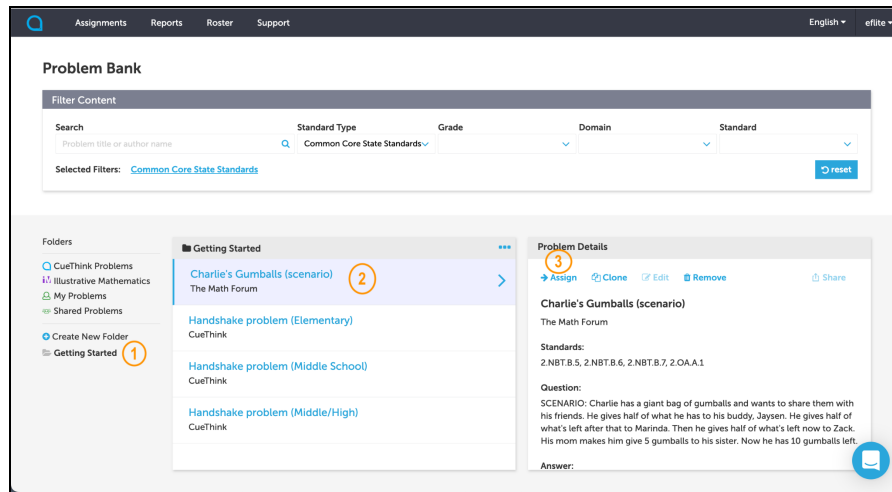 Assignments Reports Roster Support English eflite
Problem Bank
Filter Content
Search Standard Type Grade Domain Standard
Problem title or author name Common Core State Standards
Selected Filters: Common Core State Standards reset
Folders
CueThink Problems
Illustrative Mathematics
My Problems
Shared Problems
Create New Folder
Getting Started 1
Getting Started
Charlie's Gumballs (scenario) 2
The Math Forum
Handshake problem (Elementary)
CueThink
Handshake problem (Middle School)
CueThink
Handshake problem (Middle/High)
CueThink
Problem Details
3
Assign Clone Edit Remove Share
Charlie's Gumballs (scenario)
The Math Forum
Standards:
2.NBT.B.5, 2.NBT.B.6, 2.NBT.B.7, 2.OA.A.1
Question:
SCENARIO: Charlie has a giant bag of gumballs and wants to share them with
his friends. He gives half of what he has to his buddy, Jaysen. He gives half of
what's left after that to Marinda. Then he gives half of what's left now to Zack.
His mom makes him give 5 gumballs to his sister. Now he has 10 gumballs left.
Answer: